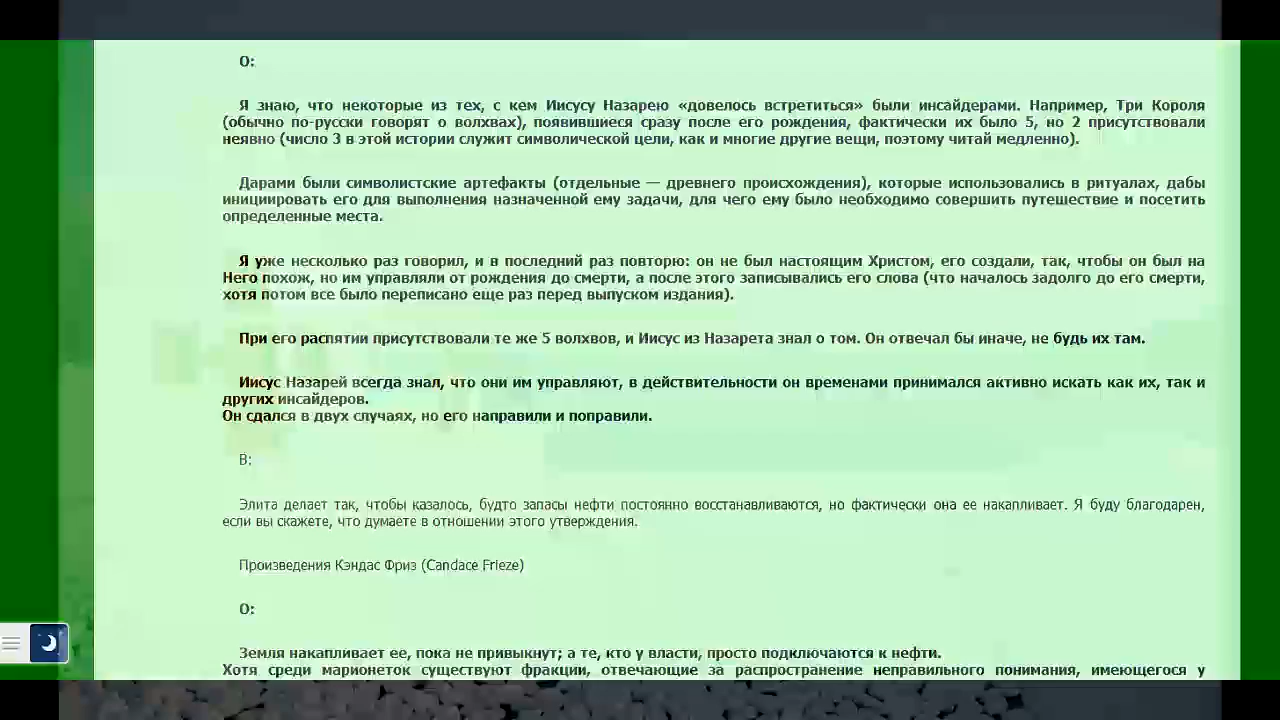 О:
Я знаю, что некоторые из тех, с кем Иисусу Назарею «довелось встретиться» были инсайдерами. Например, Три Короля
(обычно по-русски говорят о волхвах), появившиеся сразу после его рождения, фактически их было 5, но 2 присутствовали
неявно (число 3 в этой истории служит символической цели, как и многие другие вещи, поэтому читай медленно).
Дарами были символистские артефакты (отдельные — древнего происхождения), которые использовались в ритуалах, дабы
инициировать его для выполнения назначенной ему задачи, для чего ему было необходимо совершить путешествие и посетить
определенные места.
Я уже несколько раз говорил, и в последний раз повторю: он не был настоящим Христом, его создали, так, чтобы он был на
Него похож, но им управляли от рождения до смерти, а после этого записывались его слова (что началось задолго до его смерти,
хотя потом все было переписано еще раз перед выпуском издания).
При его распятии присутствовали те же 5 волхвов, и Иисус из Назарета знал о том. Он отвечал бы иначе, не будь их там.
Иисус Назарей всегда знал, что они им управляют, в действительности он временами принимался активно искать как их, так и
других инсайдеров.
Он сдался в двух случаях, но его направили и поправили.
В:
Элита делает так, чтобы казалось, будто запасы нефти постоянно восстанавливаются, но фактически она ее накапливает. Я буду благодарен,
если вы скажете, что думаете в отношении этого утверждения.
Произведения Кэндас Фриз (Candace Frieze)
О:
Земля накапливает ее, пока не привыкнут; а те, кто у власти, просто подключаются к нефти.
Хотя среди марионеток существуют фракции, отвечающие за распространение неправильного понимания, имеющегося у